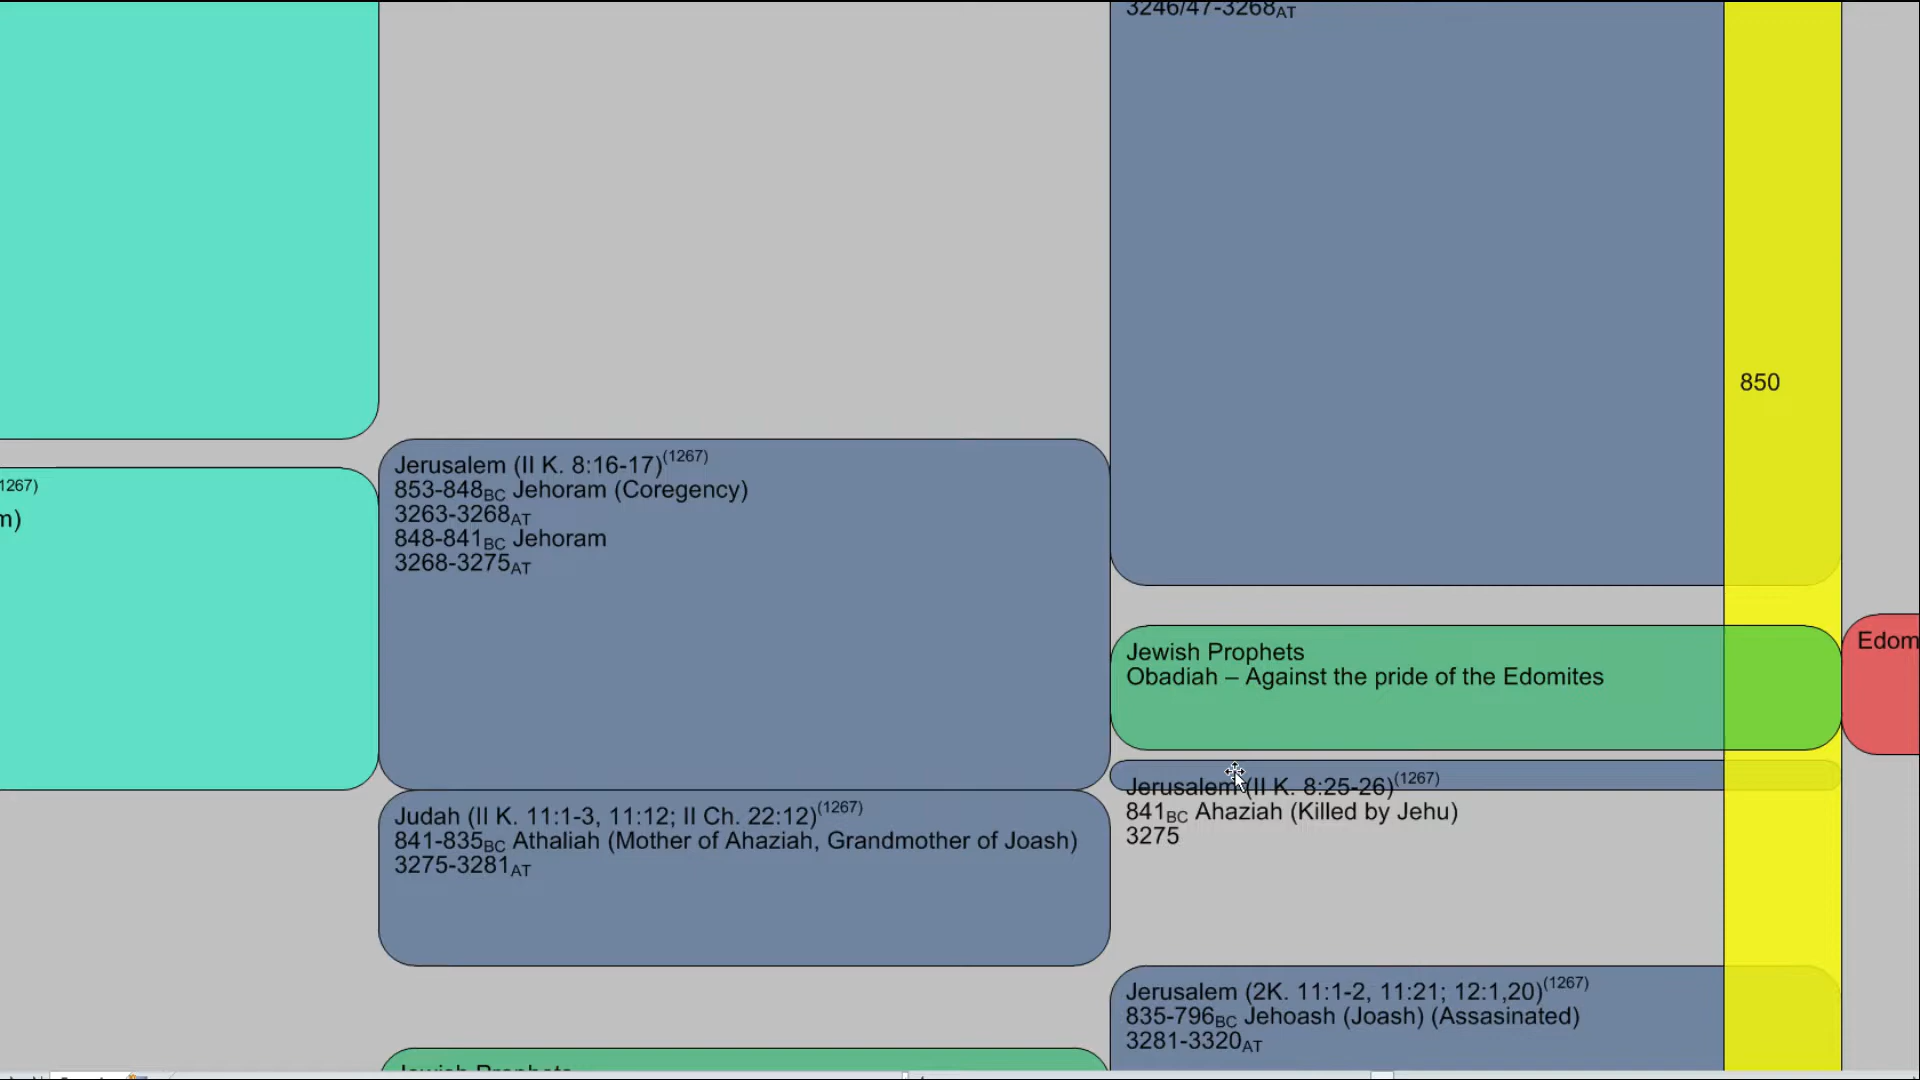 3246/47-3268AT
850
1267)
m)
Jerusalem (II K. 8:16-17)(1267)
853-848BC Jehoram (Coregency)
3263-3268AT
848-841BC Jehoram
3268-3275AT
Jewish Prophets
Obadiah – Against the pride of the Edomites
Edom
Jerusalem (II K. 8:25-26)(1267)
841BC Ahaziah (Killed by Jehu)
3275
Judah (II K. 11:1-3, 11:12; II Ch. 22:12)(1267)
841-835BC Athaliah (Mother of Ahaziah, Grandmother of Joash)
3275-3281AT
Jerusalem (2K. 11:1-2, 11:21; 12:1,20)(1267)
835-796BC Jehoash (Joash) (Assasinated)
3281-3320AT
Jewish Prophets